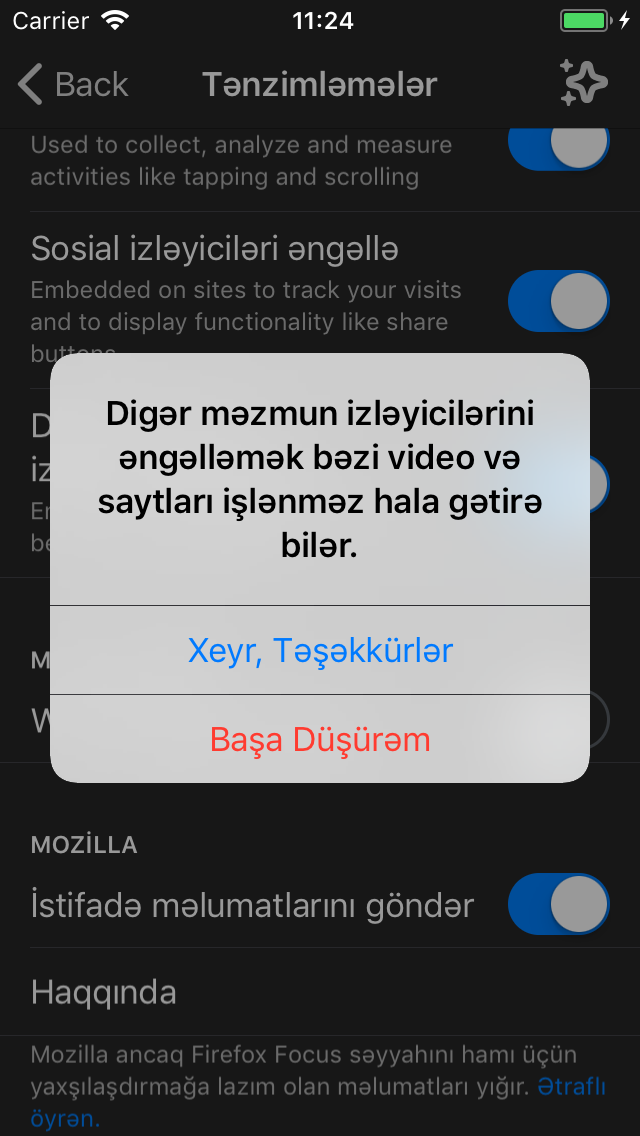 Carrier 11:24
Back Tənzimləmələr
Used to collect, analyze and measure
activities like tapping and scrolling
Sosial izləyiciləri əngəllə
Embedded on sites to track your visits
and to display functionality like share
buttons.
Digər məzmun izləyicilərini
əngəlləmək bəzi video və
saytları işlənməz hala gətirə
bilər.
Xeyr, Təşəkkürlər
Başa Düşürəm
MOZİLLA
İstifadə məlumatlarını göndər
Haqqında
Mozilla ancaq Firefox Focus səyyahını hamı üçün
yaxşılaşdırmağa lazım olan məlumatları yığır. Ətraflı
öyrən.